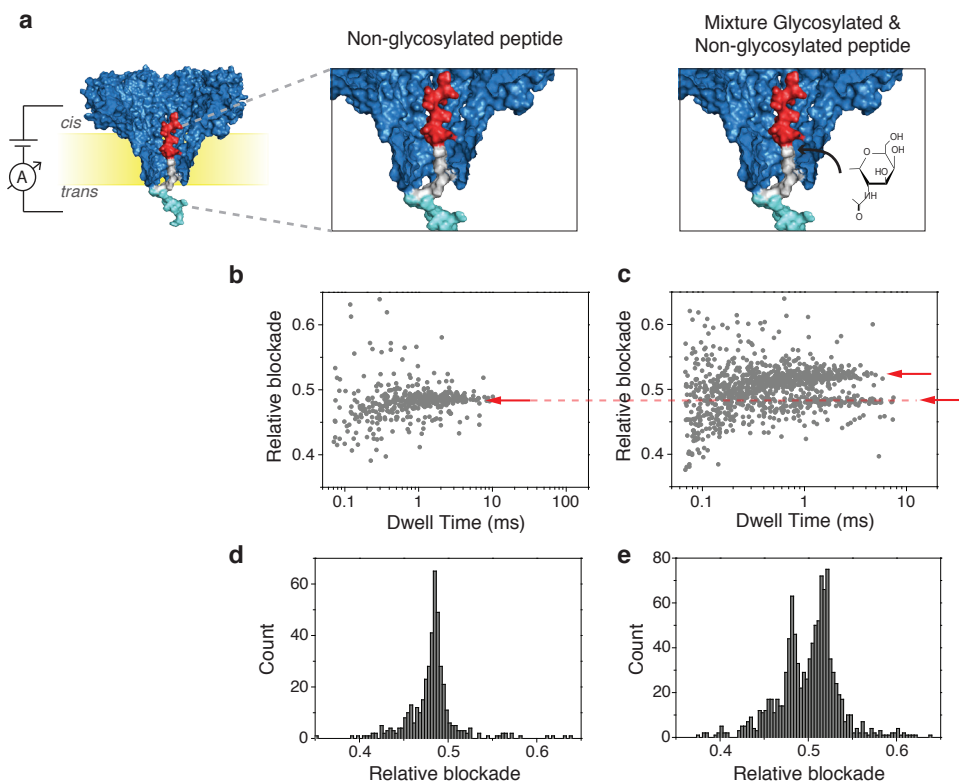 a
Non-glycosylated peptide
Mixture Glycosylated &
Non-glycosylated peptide
cis
A
trans
OH
O
OH
HO
OH
NH
O
b
Relative blockade
0.6
0.5
0.4
0.1
1
10
100
Dwell Time (ms)
c
Relative blockade
0.6
0.5
0.4
0.1
1
10
Dwell Time (ms)
d
Count
60
40
20
0
0.4
0.5
0.6
Relative blockade
e
Count
80
60
40
20
0
0.4
0.5
0.6
Relative blockade